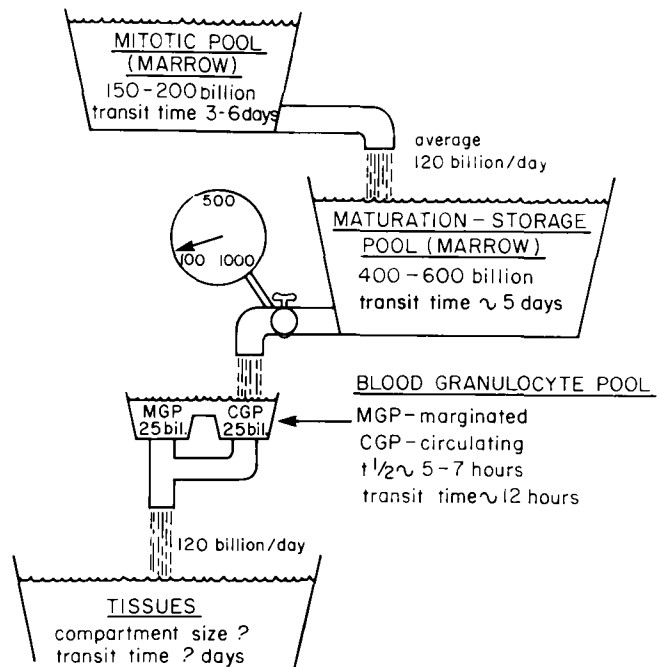 MITOTIC POOL
(MARROW)
150-200 billion
transit time 3-6 days
average
120 billion/day
500
100 1000
MATURATION - STORAGE
POOL (MARROW)
400-600 billion
transit time ~ 5 days
MGP
25 bil.
CGP
25 bil.
BLOOD GRANULOCYTE POOL
MGP-marginated
CGP-circulating
t 1/2 ~ 5-7 hours
transit time ~ 12 hours
120 billion/day
TISSUES
compartment size ?
transit time ? days